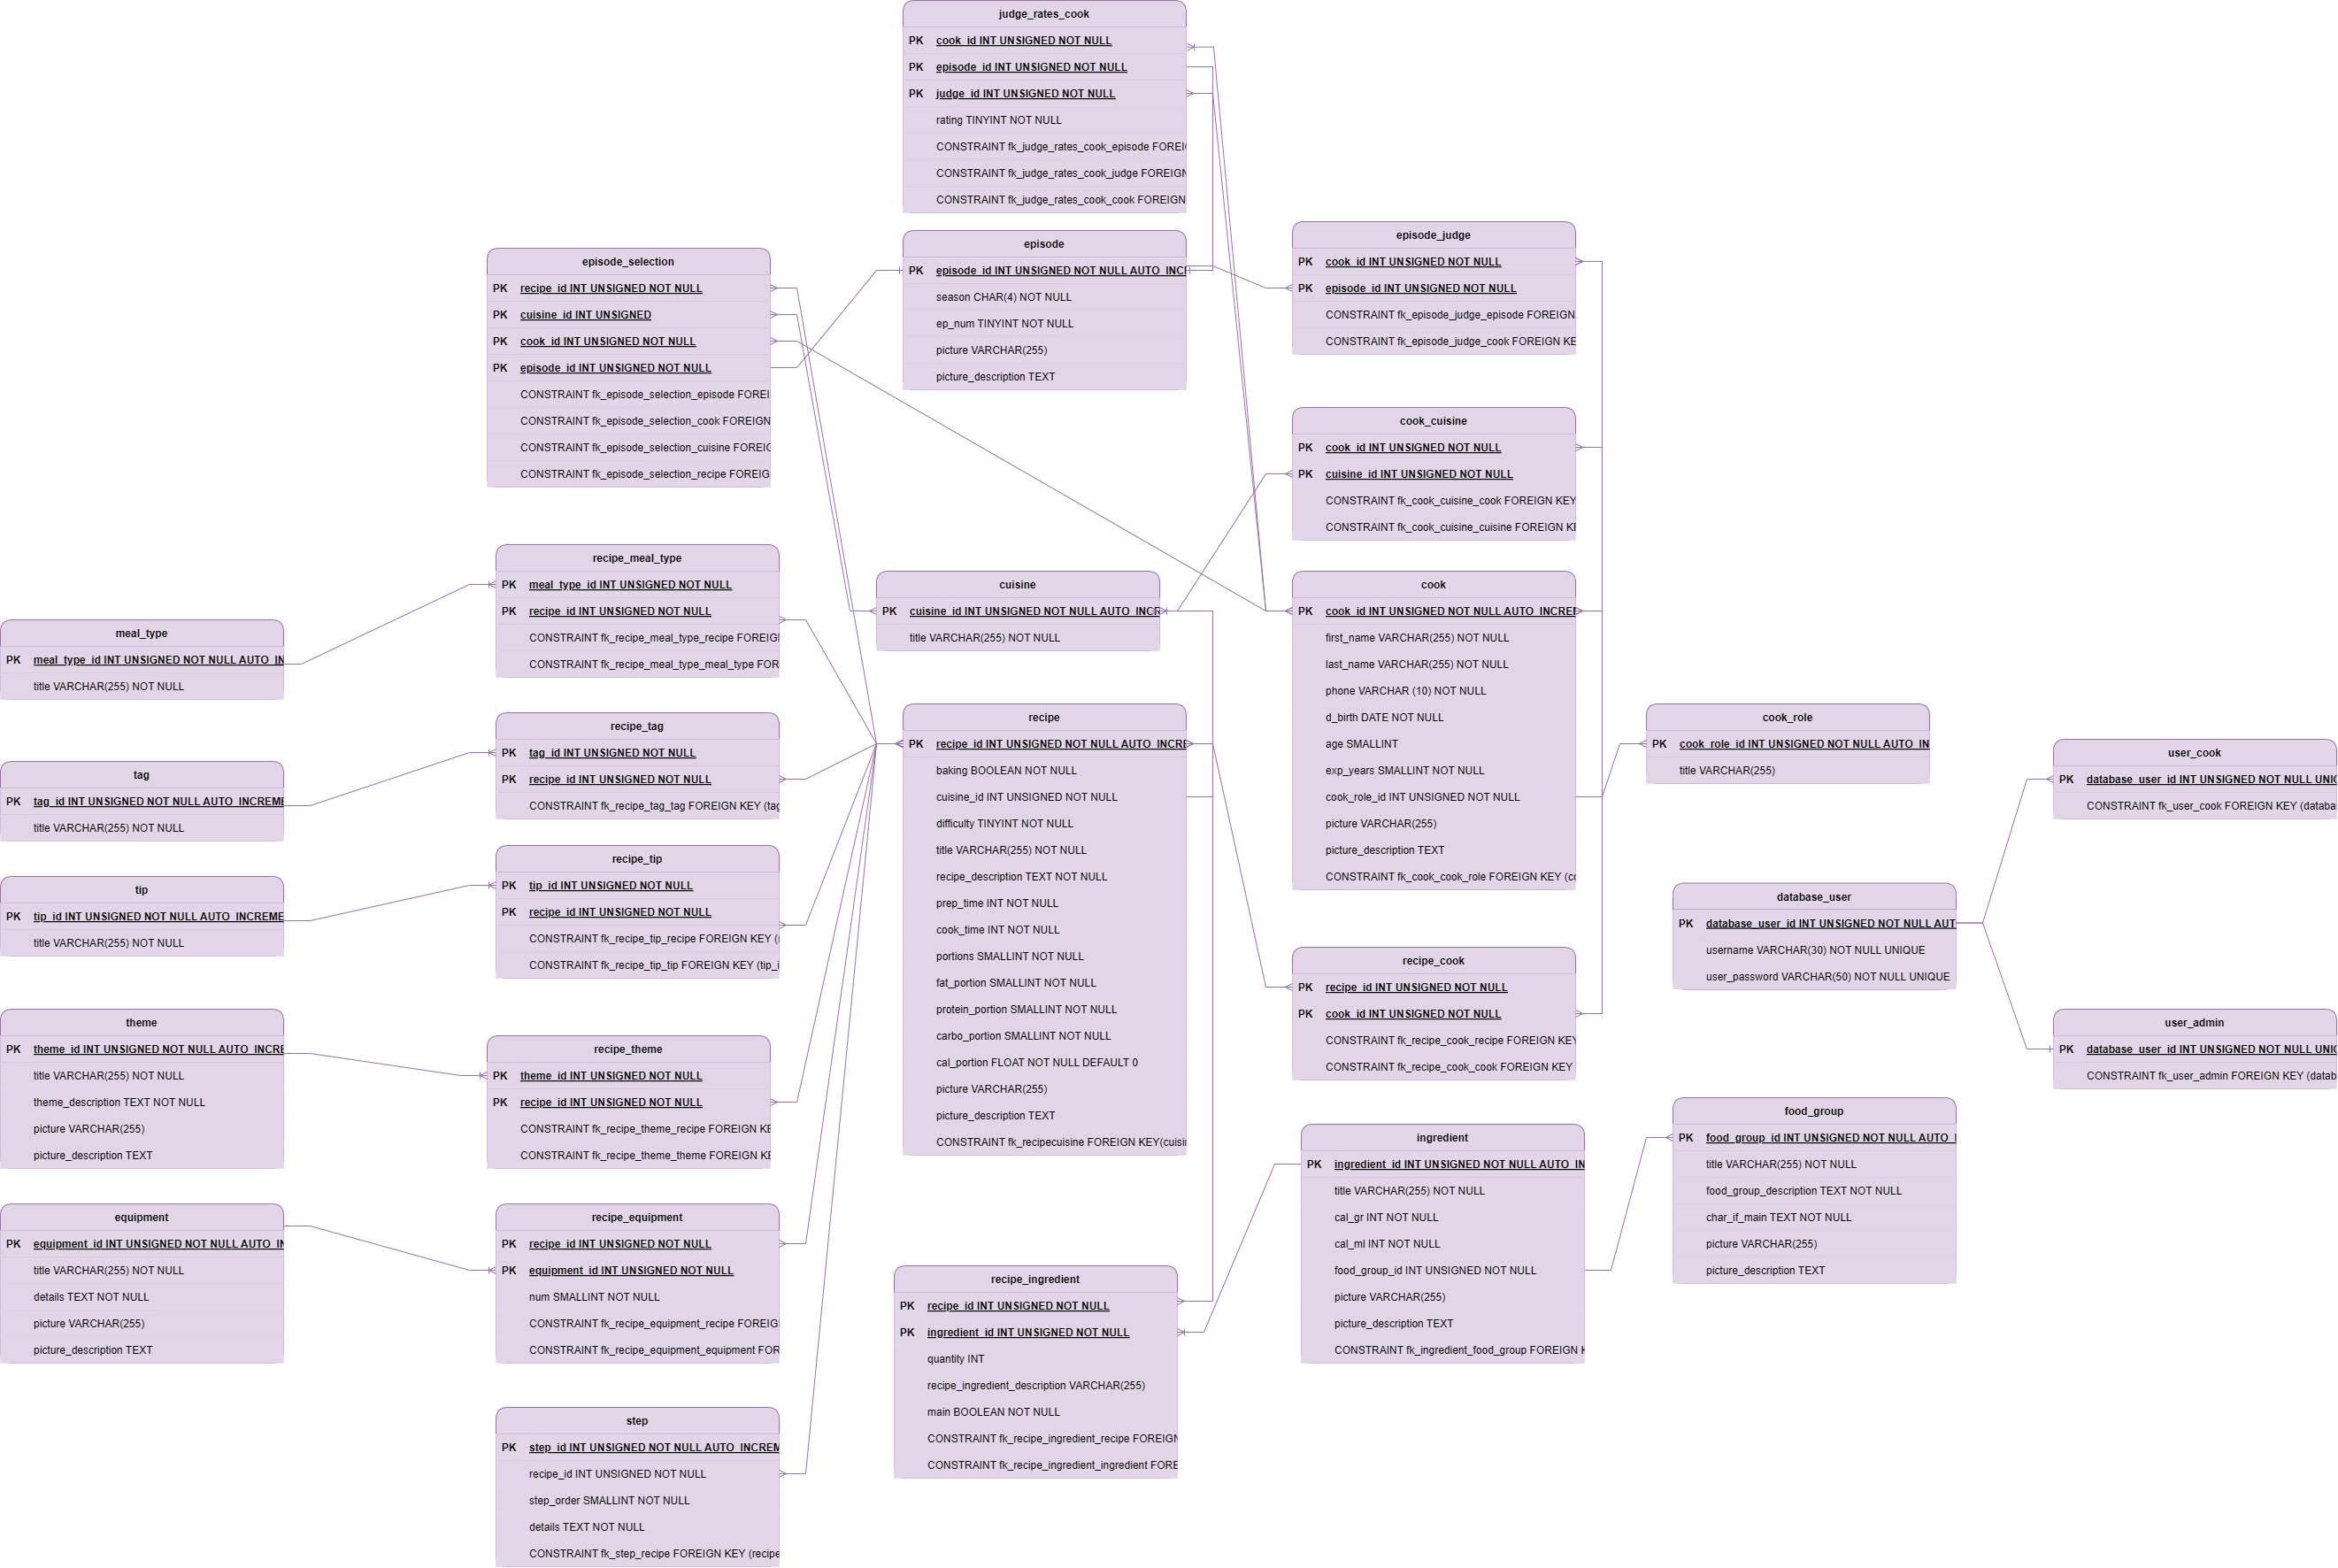 judge_rates_cook
PK cook_id INT UNSIGNED NOT NULL
PK episode_id INT UNSIGNED NOT NULL
PK judge_id INT UNSIGNED NOT NULL
rating TINYINT NOT NULL
CONSTRAINT fk_judge_rates_cook_episode FOREI
CONSTRAINT fk_judge_rates_cook_judge FOREIGN
CONSTRAINT fk_judge_rates_cook_cook FOREIGN
episode
PK episode_id INT UNSIGNED NOT NULL AUTO_INC
season CHAR(4) NOT NULL
ep_num TINYINT NOT NULL
picture VARCHAR(255)
picture_description TEXT
episode_judge
PK cook_id INT UNSIGNED NOT NULL
PK episode_id INT UNSIGNED NOT NULL
CONSTRAINT fk_episode_judge_episode FOREIGN
CONSTRAINT fk_episode_judge_cook FOREIGN KE
episode_selection
PK recipe_id INT UNSIGNED NOT NULL
PK cuisine_id INT UNSIGNED
PK cook_id INT UNSIGNED NOT NULL
PK episode_id INT UNSIGNED NOT NULL
CONSTRAINT fk_episode_selection_episode FOREI
CONSTRAINT fk_episode_selection_cook FOREIGN
CONSTRAINT fk_episode_selection_cuisine FOREIG
CONSTRAINT fk_episode_selection_recipe FOREIG
cook_cuisine
PK cook_id INT UNSIGNED NOT NULL
PK cuisine_id INT UNSIGNED NOT NULL
CONSTRAINT fk_cook_cuisine_cook FOREIGN KEY
CONSTRAINT fk_cook_cuisine_cuisine FOREIGN KE
recipe_meal_type
PK meal_type_id INT UNSIGNED NOT NULL
PK recipe_id INT UNSIGNED NOT NULL
CONSTRAINT fk_recipe_meal_type_recipe FOREIG
CONSTRAINT fk_recipe_meal_type_meal_type FOR
cuisine
PK cuisine_id INT UNSIGNED NOT NULL AUTO_INCR
title VARCHAR(255) NOT NULL
cook
PK cook_id INT UNSIGNED NOT NULL AUTO_INCREM
first_name VARCHAR(255) NOT NULL
last_name VARCHAR(255) NOT NULL
phone VARCHAR (10) NOT NULL
d_birth DATE NOT NULL
age SMALLINT
exp_years SMALLINT NOT NULL
cook_role_id INT UNSIGNED NOT NULL
picture VARCHAR(255)
picture_description TEXT
CONSTRAINT fk_cook_cook_role FOREIGN KEY (co
meal_type
PK meal_type_id INT UNSIGNED NOT NULL AUTO_IN
title VARCHAR(255) NOT NULL
recipe_tag
PK tag_id INT UNSIGNED NOT NULL
PK recipe_id INT UNSIGNED NOT NULL
CONSTRAINT fk_recipe_tag_tag FOREIGN KEY (tag
recipe
PK recipe_id INT UNSIGNED NOT NULL AUTO_INCRE
baking BOOLEAN NOT NULL
cuisine_id INT UNSIGNED NOT NULL
difficulty TINYINT NOT NULL
title VARCHAR(255) NOT NULL
recipe_description TEXT NOT NULL
prep_time INT NOT NULL
cook_time INT NOT NULL
portions SMALLINT NOT NULL
fat_portion SMALLINT NOT NULL
protein_portion SMALLINT NOT NULL
carbo_portion SMALLINT NOT NULL
cal_portion FLOAT NOT NULL DEFAULT 0
picture VARCHAR(255)
picture_description TEXT
CONSTRAINT fk_recipecuisine FOREIGN KEY(cuisi
cook_role
PK cook_role_id INT UNSIGNED NOT NULL AUTO_IN
title VARCHAR(255)
user_cook
PK database_user_id INT UNSIGNED NOT NULL UNIQ
CONSTRAINT fk_user_cook FOREIGN KEY (databa
tag
PK tag_id INT UNSIGNED NOT NULL AUTO_INCREME
title VARCHAR(255) NOT NULL
recipe_tip
PK tip_id INT UNSIGNED NOT NULL
PK recipe_id INT UNSIGNED NOT NULL
CONSTRAINT fk_recipe_tip_recipe FOREIGN KEY (
CONSTRAINT fk_recipe_tip_tip FOREIGN KEY (tip_i
tip
PK tip_id INT UNSIGNED NOT NULL AUTO_INCREME
title VARCHAR(255) NOT NULL
database_user
PK database_user_id INT UNSIGNED NOT NULL AUT
username VARCHAR(30) NOT NULL UNIQUE
user_password VARCHAR(50) NOT NULL UNIQUE
recipe_cook
PK recipe_id INT UNSIGNED NOT NULL
PK cook_id INT UNSIGNED NOT NULL
CONSTRAINT fk_recipe_cook_recipe FOREIGN KEY
CONSTRAINT fk_recipe_cook_cook FOREIGN KEY
user_admin
PK database_user_id INT UNSIGNED NOT NULL UNIQ
CONSTRAINT fk_user_admin FOREIGN KEY (datab
theme
PK theme_id INT UNSIGNED NOT NULL AUTO_INCRE
title VARCHAR(255) NOT NULL
theme_description TEXT NOT NULL
picture VARCHAR(255)
picture_description TEXT
recipe_theme
PK theme_id INT UNSIGNED NOT NULL
PK recipe_id INT UNSIGNED NOT NULL
CONSTRAINT fk_recipe_theme_recipe FOREIGN KE
CONSTRAINT fk_recipe_theme_theme FOREIGN KE
food_group
PK food_group_id INT UNSIGNED NOT NULL AUTO_I
title VARCHAR(255) NOT NULL
food_group_description TEXT NOT NULL
char_if_main TEXT NOT NULL
picture VARCHAR(255)
picture_description TEXT
ingredient
PK ingredient_id INT UNSIGNED NOT NULL AUTO_IN
title VARCHAR(255) NOT NULL
cal_gr INT NOT NULL
cal_ml INT NOT NULL
food_group_id INT UNSIGNED NOT NULL
picture VARCHAR(255)
picture_description TEXT
CONSTRAINT fk_ingredient_food_group FOREIGN K
equipment
PK equipment_id INT UNSIGNED NOT NULL AUTO_IN
title VARCHAR(255) NOT NULL
details TEXT NOT NULL
picture VARCHAR(255)
picture_description TEXT
recipe_equipment
PK recipe_id INT UNSIGNED NOT NULL
PK equipment_id INT UNSIGNED NOT NULL
num SMALLINT NOT NULL
CONSTRAINT fk_recipe_equipment_recipe FOREIG
CONSTRAINT fk_recipe_equipment_equipment FOR
recipe_ingredient
PK recipe_id INT UNSIGNED NOT NULL
PK ingredient_id INT UNSIGNED NOT NULL
quantity INT
recipe_ingredient_description VARCHAR(255)
main BOOLEAN NOT NULL
CONSTRAINT fk_recipe_ingredient_recipe FOREIGN
CONSTRAINT fk_recipe_ingredient_ingredient FORE
step
PK step_id INT UNSIGNED NOT NULL AUTO_INCREM
recipe_id INT UNSIGNED NOT NULL
step_order SMALLINT NOT NULL
details TEXT NOT NULL
CONSTRAINT fk_step_recipe FOREIGN KEY (recipe